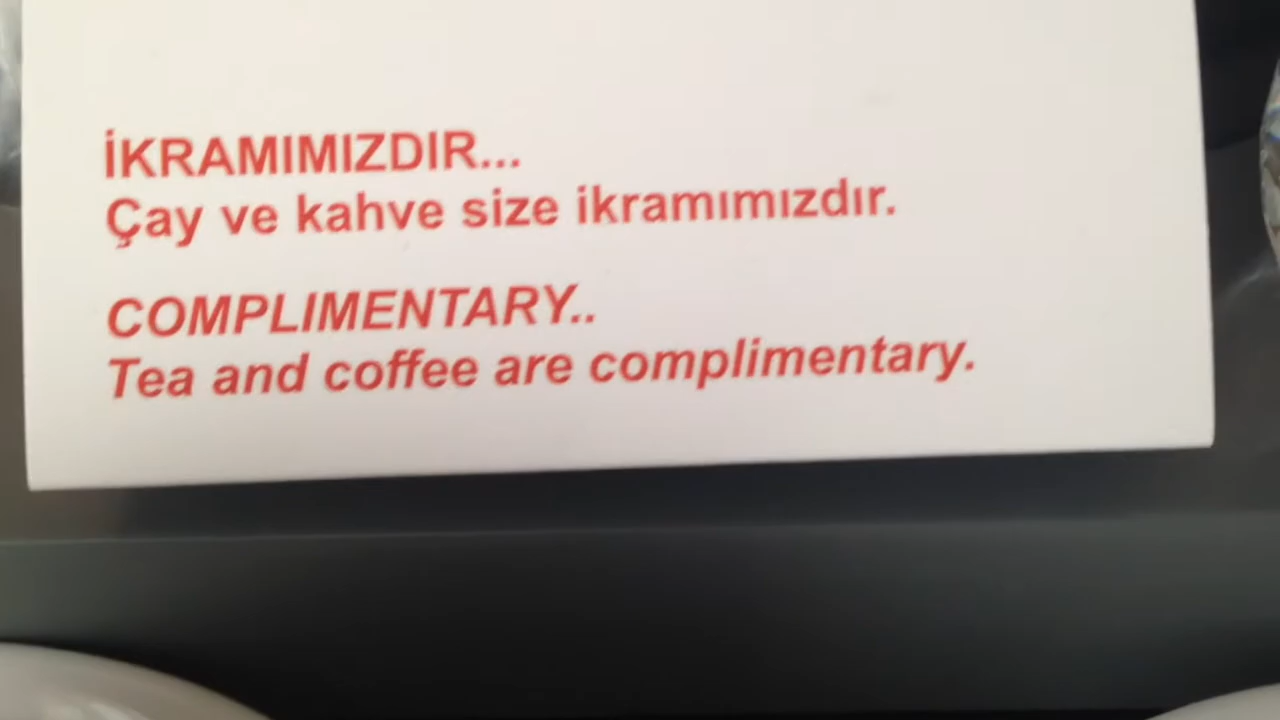 İKRAMIMIZDIR...
Çay ve kahve size ikramımızdır.
COMPLIMENTARY..
Tea and coffee are complimentary.